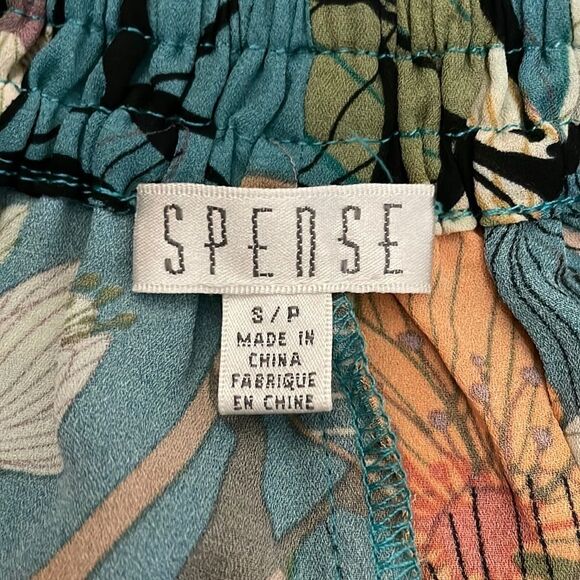 SPENSE
S/P
MADE IN
CHINA
FABRIQUE
EN CHINE